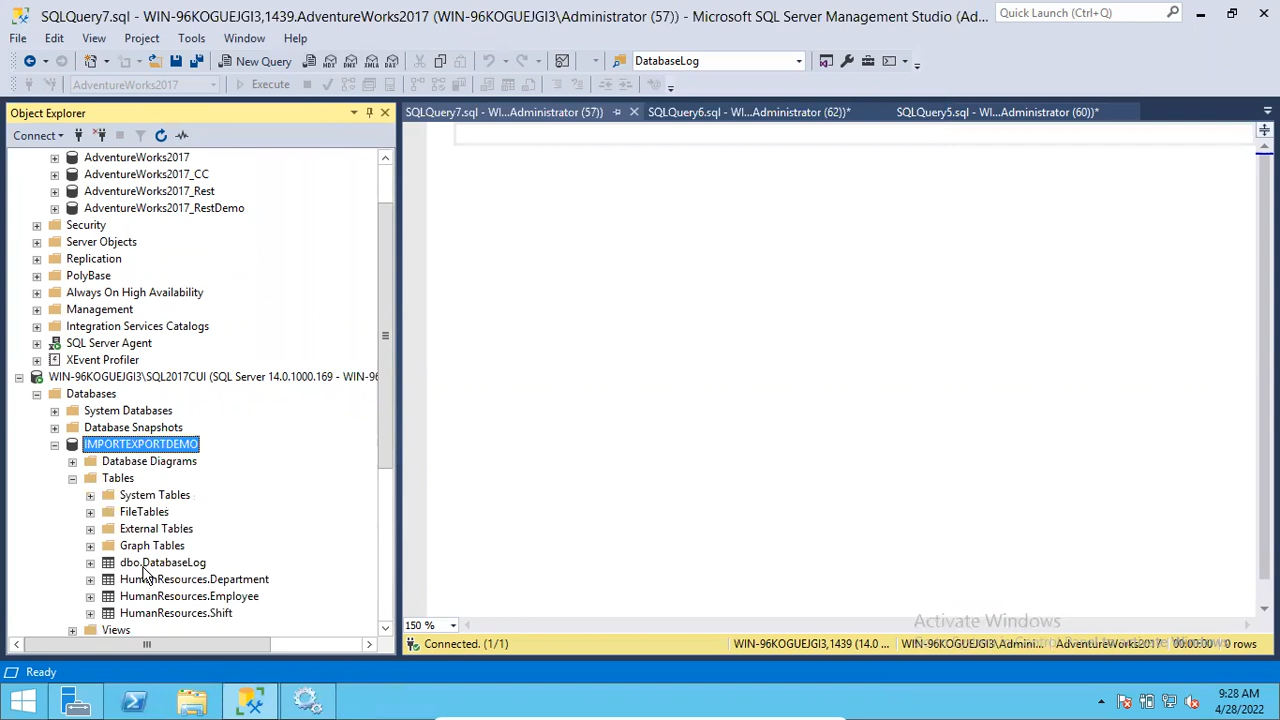 SQLQuery7.sql - WIN-96KOGUEJGI3,1439.AdventureWorks2017 (WIN-96KOGUEJGI3\Administrator (57)) - Microsoft SQL Server Management Studio (Ad...
Quick Launch (Ctrl+Q)
File Edit View Project Tools Window Help
New Query
MDX
DMX
XMLA
DAX
DatabaseLog
AdventureWorks2017
Execute
Object Explorer
SQLQuery7.sql - WI...Administrator (57))
SQLQuery6.sql - WI...Administrator (62))*
SQLQuery5.sql - WI...Administrator (60))*
Connect
AdventureWorks2017
AdventureWorks2017_CC
AdventureWorks2017_Rest
AdventureWorks2017_RestDemo
Security
Server Objects
Replication
PolyBase
Always On High Availability
Management
Integration Services Catalogs
SQL Server Agent
XEvent Profiler
WIN-96KOGUEJGI3\SQL2017CUI (SQL Server 14.0.1000.169 - WIN-96
Databases
System Databases
Database Snapshots
IMPORTEXPORTDEMO
Database Diagrams
Tables
System Tables
FileTables
External Tables
Graph Tables
dbo.DatabaseLog
HumanResources.Department
HumanResources.Employee
HumanResources.Shift
Views
Activate Windows
150 %
Connected. (1/1)
WIN-96KOGUEJGI3,1439 (14.0 ...
WIN-96KOGUEJGI3\Admini...
AdventureWorks2017
00:00:00
0 rows
Ready
9:28 AM
4/28/2022